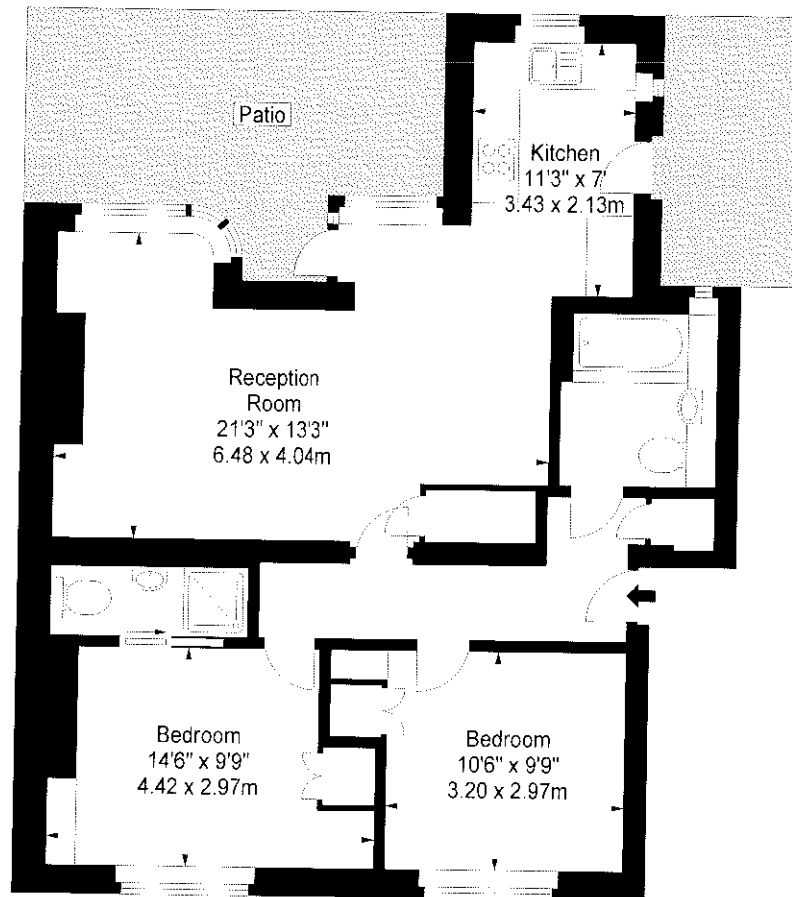 Patio
Kitchen
11'3" x 7'
3.43 x 2.13m
Reception
Room
21'3" x 13'3"
6.48 x 4.04m
Bedroom
14'6" x 9'9"
4.42 x 2.97m
Bedroom
10'6" x 9'9"
3.20 x 2.97m